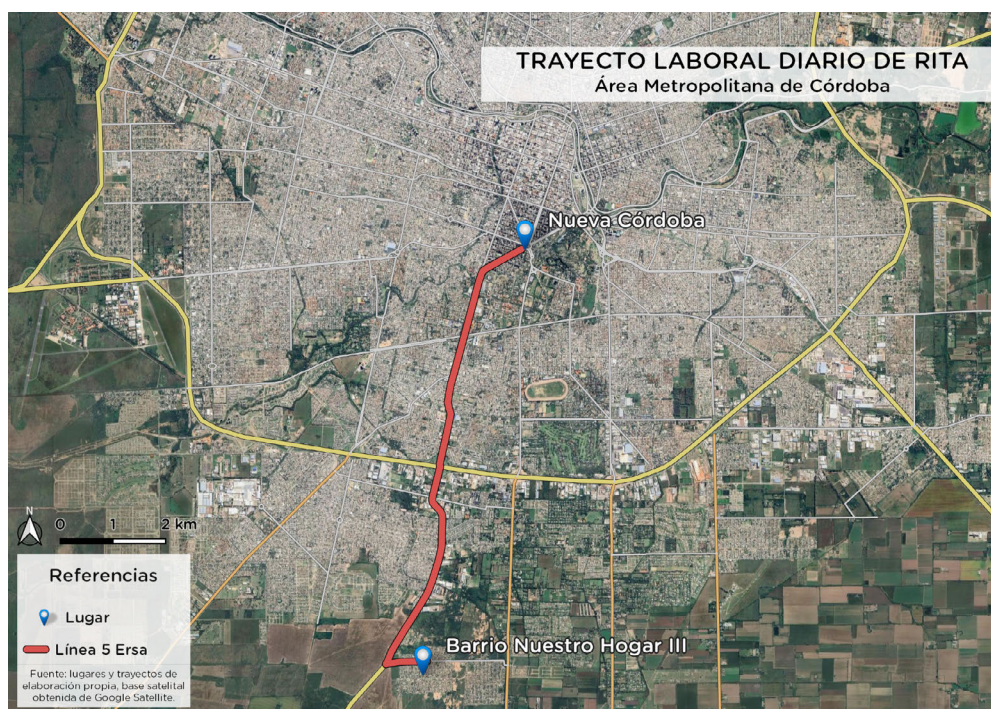 TRAYECTO LABORAL DIARIO DE RITA
Área Metropolitana de Córdoba
Nueva Córdoba
Barrio Nuestro Hogar III
N
0 1 2 km
Referencias
Lugar
Línea 5 Ersa
Fuente: lugares y trayectos de
elaboración propia, base satelital
obtenida de Google Satellite.